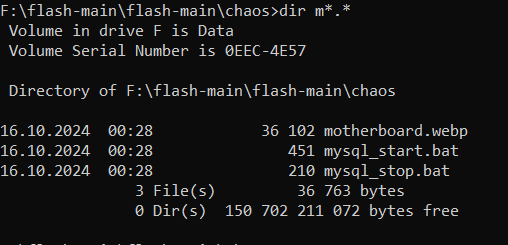 F:\flash-main\flash-main\chaos>dir m*.*
Volume in drive F is Data
Volume Serial Number is 0EEC-4E57
Directory of F:\flash-main\flash-main\chaos
16.10.2024 00:28 36 102 motherboard.webp
16.10.2024 00:28 451 mysql_start.bat
16.10.2024 00:28 210 mysql_stop.bat
3 File(s) 36 763 bytes
0 Dir(s) 150 702 211 072 bytes free